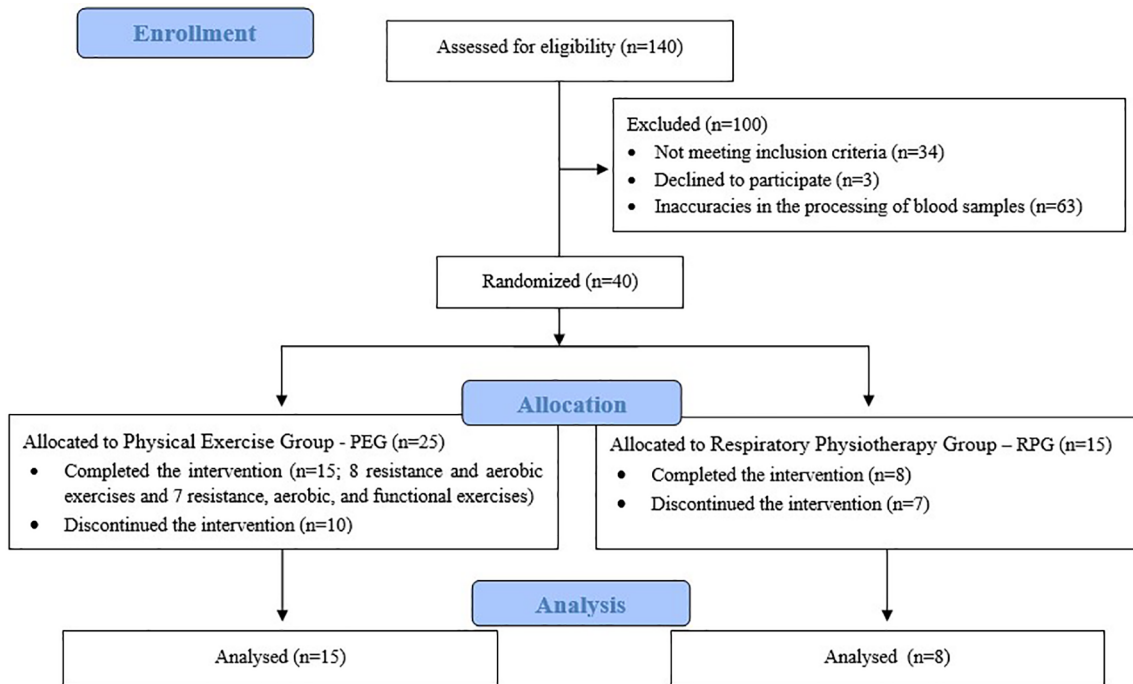 Enrollment
Assessed for eligibility (n=140)
Excluded (n=100)
• Not meeting inclusion criteria (n=34)
• Declined to participate (n=3)
• Inaccuracies in the processing of blood samples (n=63)
Randomized (n=40)
Allocation
Allocated to Physical Exercise Group - PEG (n=25)
• Completed the intervention (n=15; 8 resistance and aerobic
exercises and 7 resistance, aerobic, and functional exercises)
• Discontinued the intervention (n=10)
Allocated to Respiratory Physiotherapy Group – RPG (n=15)
• Completed the intervention (n=8)
• Discontinued the intervention (n=7)
Analysis
Analysed (n=15)
Analysed (n=8)